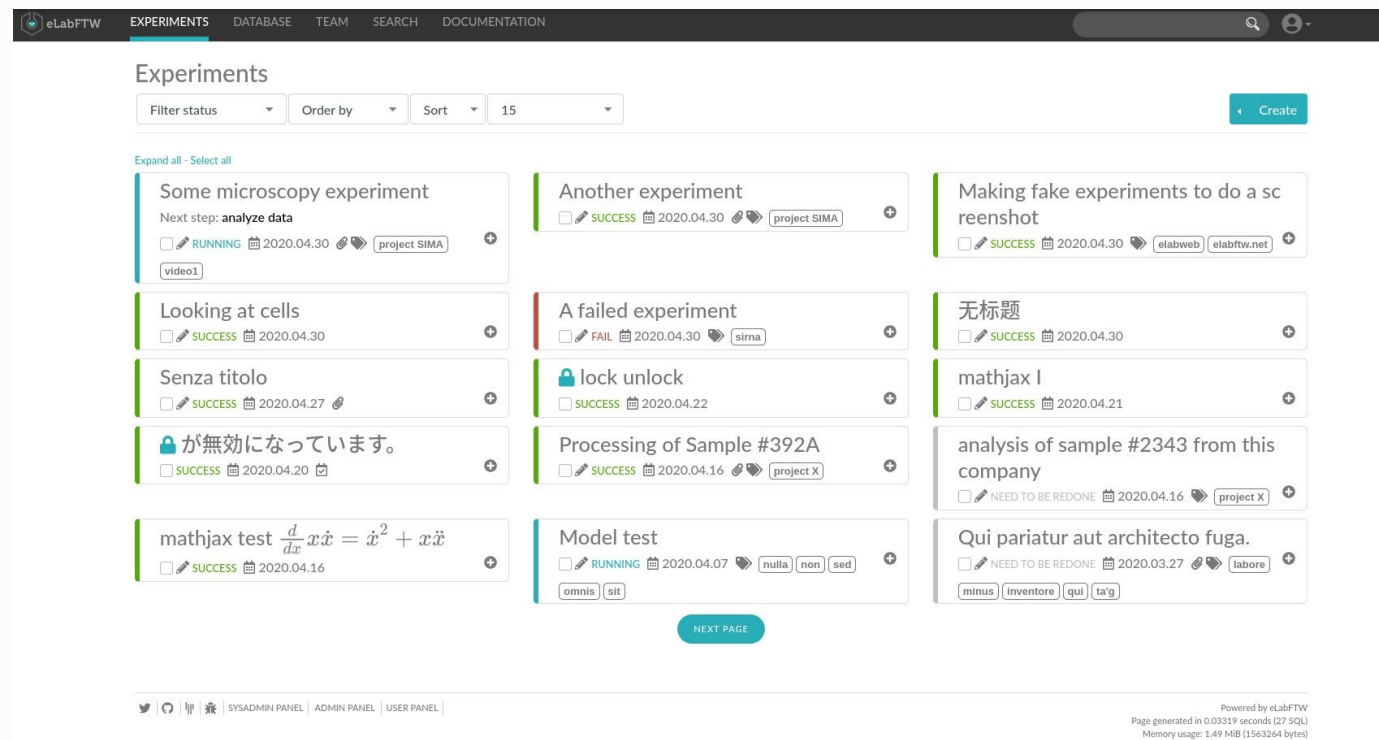 eLabFTW EXPERIMENTS DATABASE TEAM SEARCH DOCUMENTATION
Experiments
Filter status Order by Sort 15 Create
Expand all - Select all
Some microscopy experiment
Next step: analyze data
RUNNING 2020.04.30 project SIMA
video1
Another experiment
SUCCESS 2020.04.30 project SIMA
Making fake experiments to do a sc
reenshot
SUCCESS 2020.04.30 elabweb elabftw.net
Looking at cells
SUCCESS 2020.04.30
A failed experiment
FAIL 2020.04.30 sirna
无标题
SUCCESS 2020.04.30
Senza titolo
SUCCESS 2020.04.27
lock unlock
SUCCESS 2020.04.22
mathjax I
SUCCESS 2020.04.21
が無効になっています。
SUCCESS 2020.04.20
Processing of Sample #392A
SUCCESS 2020.04.16 project X
analysis of sample #2343 from this
company
NEED TO BE REDONE 2020.04.16 project X
mathjax test d/dx xẋ = ẋ² + xẍ
SUCCESS 2020.04.16
Model test
RUNNING 2020.04.07 nulla non sed
omnis sit
Qui pariatur aut architecto fuga.
NEED TO BE REDONE 2020.03.27 labore
minus inventore qui ta'g
NEXT PAGE
SYSADMIN PANEL | ADMIN PANEL | USER PANEL |
Powered by eLabFTW
Page generated in 0.03319 seconds (27 SQL)
Memory usage: 1.49 MiB (1563264 bytes)